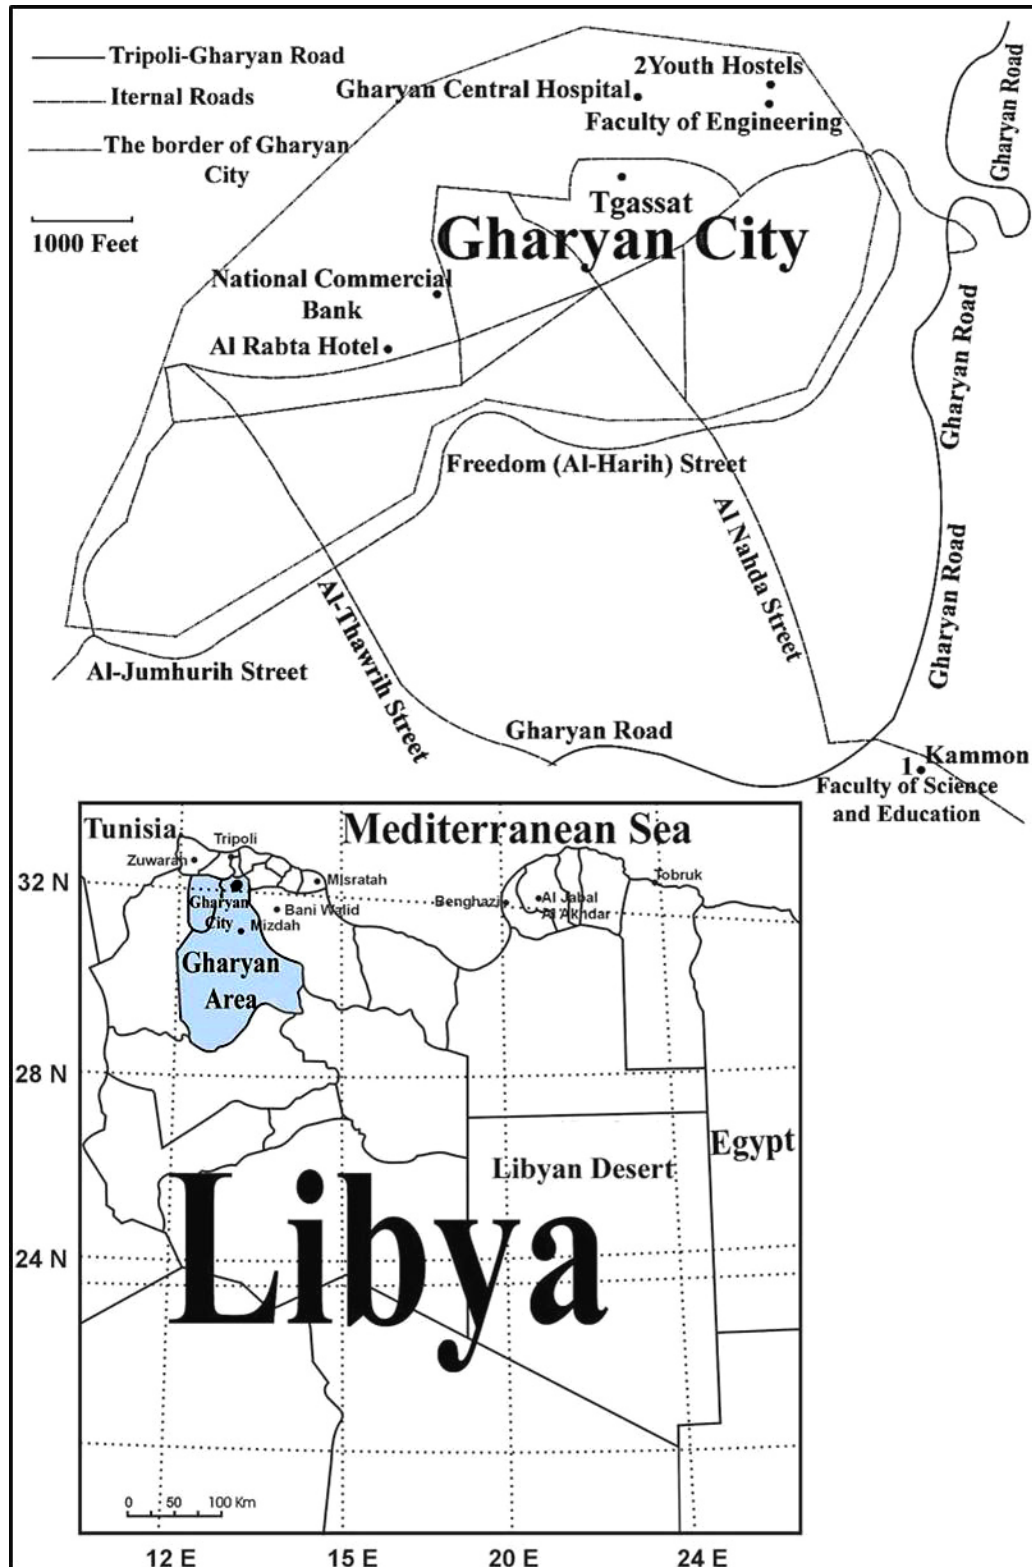 Tripoli-Gharyan Road
Iternal Roads
The border of Gharyan
City
1000 Feet
2Youth Hostels
Gharyan Central Hospital
Faculty of Engineering
Gharyan Road
Tgassat
Gharyan City
National Commercial
Bank
Al Rabta Hotel
Gharyan Road
Freedom (Al-Harih) Street
Al Nahda Street
Gharyan Road
Al-Thawrih Street
Al-Jumhurih Street
Gharyan Road
1 Kammon
Faculty of Science
and Education
Tunisia
Mediterranean Sea
Tripoli
Zuwarah
32 N
Misratah
Tobruk
Gharyan
City
Bani Walid
Benghazi
Al Jabal
Al Akhdar
Mizdah
Gharyan
Area
28 N
Egypt
Libyan Desert
Libya
24 N
0 50 100 Km
12 E 15 E 20 E 24 E